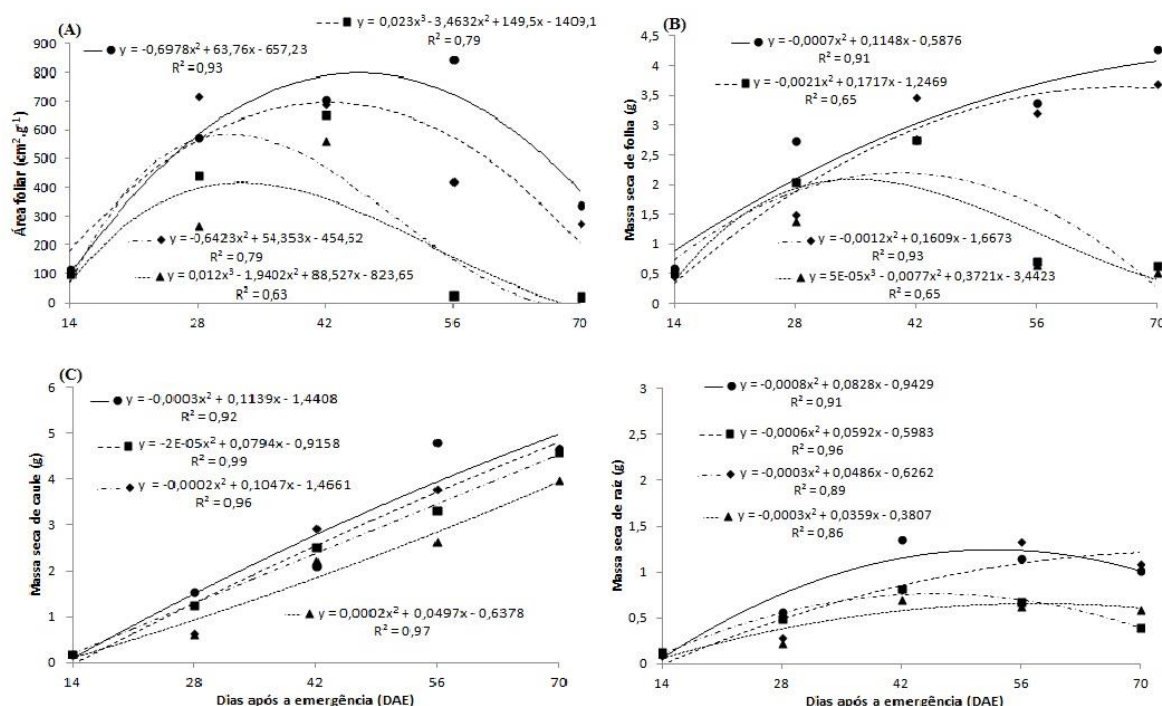 (A)
y = 0,023x³ - 3,4632x² + 149,5x - 1409,1
R² = 0,79
y = -0,6978x² + 63,76x - 657,23
R² = 0,93
y = -0,6423x² + 54,353x - 454,52
R² = 0,79
y = 0,012x³ - 1,9402x² + 88,527x - 823,65
R² = 0,63
Área foliar (cm².g⁻¹)
900
800
700
600
500
400
300
200
100
0
14 28 42 56 70
(B)
y = -0,0007x² + 0,1148x - 0,5876
R² = 0,91
y = -0,0021x² + 0,1717x - 1,2469
R² = 0,65
y = -0,0012x² + 0,1609x - 1,6673
R² = 0,93
y = 5E-05x³ - 0,0077x² + 0,3721x - 3,4423
R² = 0,65
Massa seca de folha (g)
4,5
4
3,5
3
2,5
2
1,5
1
0,5
0
14 28 42 56 70
(C)
y = -0,0003x² + 0,1139x - 1,4408
R² = 0,92
y = -2E-05x² + 0,0794x - 0,9158
R² = 0,99
y = -0,0002x² + 0,1047x - 1,4661
R² = 0,96
y = 0,0002x² + 0,0497x - 0,6378
R² = 0,97
Massa seca de caule (g)
6
5
4
3
2
1
0
14 28 42 56 70
Dias após a emergência (DAE)
y = -0,0008x² + 0,0828x - 0,9429
R² = 0,91
y = -0,0006x² + 0,0592x - 0,5983
R² = 0,96
y = -0,0003x² + 0,0486x - 0,6262
R² = 0,89
y = -0,0003x² + 0,0359x - 0,3807
R² = 0,86
Massa seca de raiz (g)
3
2,5
2
1,5
1
0,5
0
14 28 42 56 70
Dias após a emergência (DAE)